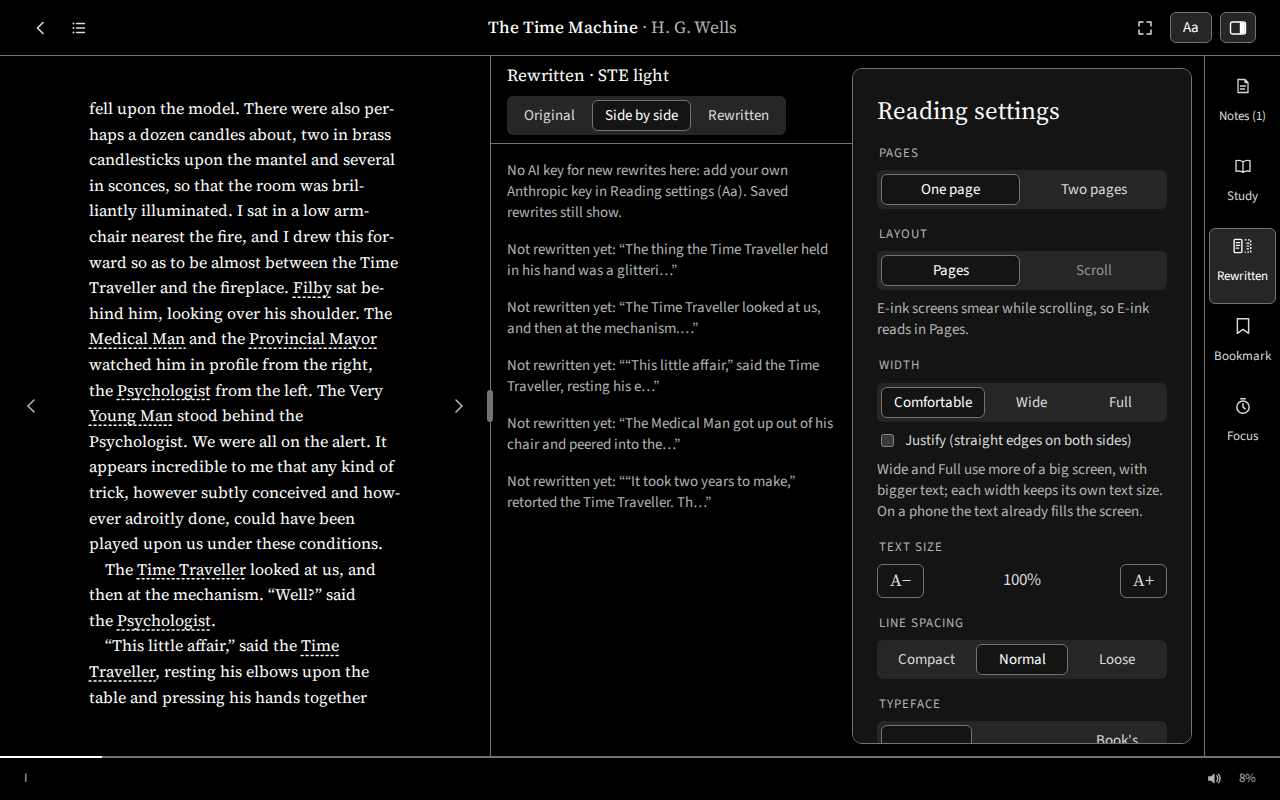 The Time Machine · H. G. Wells
Aa
fell upon the model. There were also per-
haps a dozen candles about, two in brass
candlesticks upon the mantel and several
in sconces, so that the room was bril-
liantly illuminated. I sat in a low arm-
chair nearest the fire, and I drew this for-
ward so as to be almost between the Time
Traveller and the fireplace. Filby sat be-
hind him, looking over his shoulder. The
Medical Man and the Provincial Mayor
watched him in profile from the right,
the Psychologist from the left. The Very
Young Man stood behind the
Psychologist. We were all on the alert. It
appears incredible to me that any kind of
trick, however subtly conceived and how-
ever adroitly done, could have been
played upon us under these conditions.
The Time Traveller looked at us, and
then at the mechanism. “Well?” said
the Psychologist.
“This little affair,” said the Time
Traveller, resting his elbows upon the
table and pressing his hands together
Rewritten · STE light
Original
Side by side
Rewritten
No AI key for new rewrites here: add your own
Anthropic key in Reading settings (Aa). Saved
rewrites still show.
Not rewritten yet: “The thing the Time Traveller held
in his hand was a glitteri…”
Not rewritten yet: “The Time Traveller looked at us,
and then at the mechanism.…”
Not rewritten yet: ““This little affair,” said the Time
Traveller, resting his e…”
Not rewritten yet: “The Medical Man got up out of his
chair and peered into the…”
Not rewritten yet: ““It took two years to make,”
retorted the Time Traveller. Th…”
Reading settings
PAGES
One page
Two pages
LAYOUT
Pages
Scroll
E-ink screens smear while scrolling, so E-ink
reads in Pages.
WIDTH
Comfortable
Wide
Full
Justify (straight edges on both sides)
Wide and Full use more of a big screen, with
bigger text; each width keeps its own text size.
On a phone the text already fills the screen.
TEXT SIZE
A−
100%
A+
LINE SPACING
Compact
Normal
Loose
TYPEFACE
Book's
Notes (1)
Study
Rewritten
Bookmark
Focus
I
8%